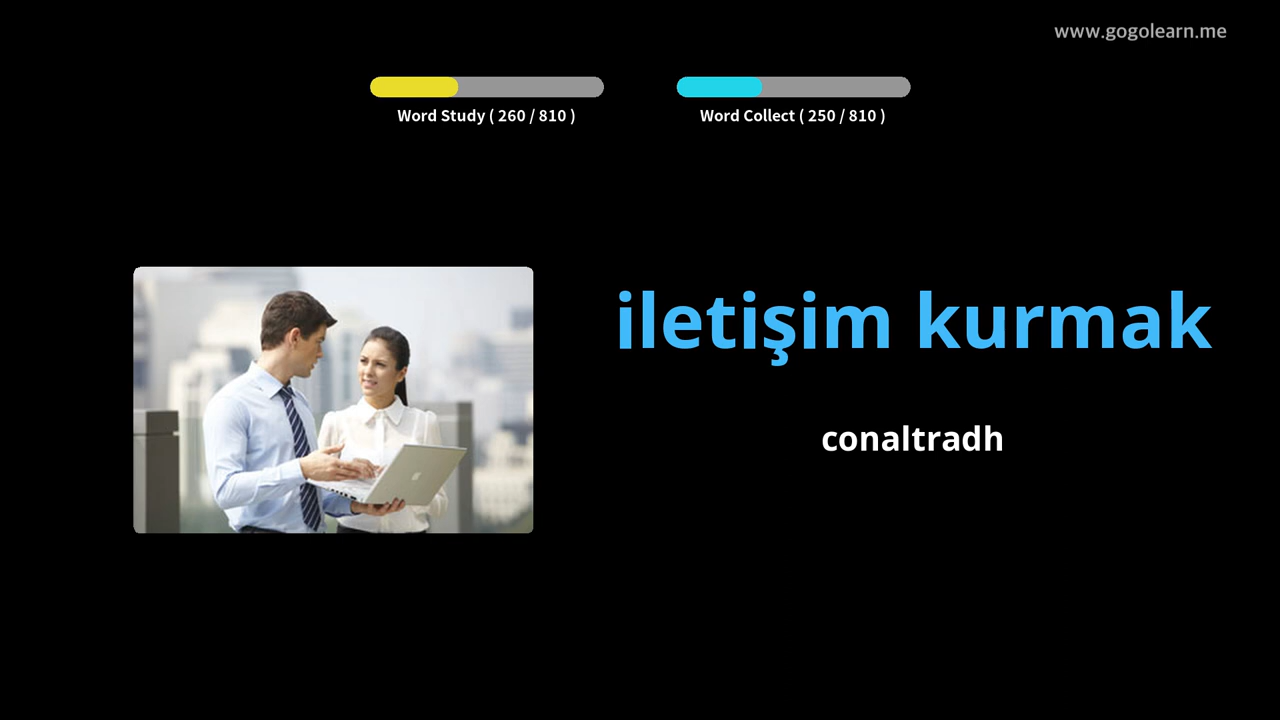 www.gogolearn.me
Word Study ( 260 / 810 )
Word Collect ( 250 / 810 )
iletişim kurmak
conaltradh